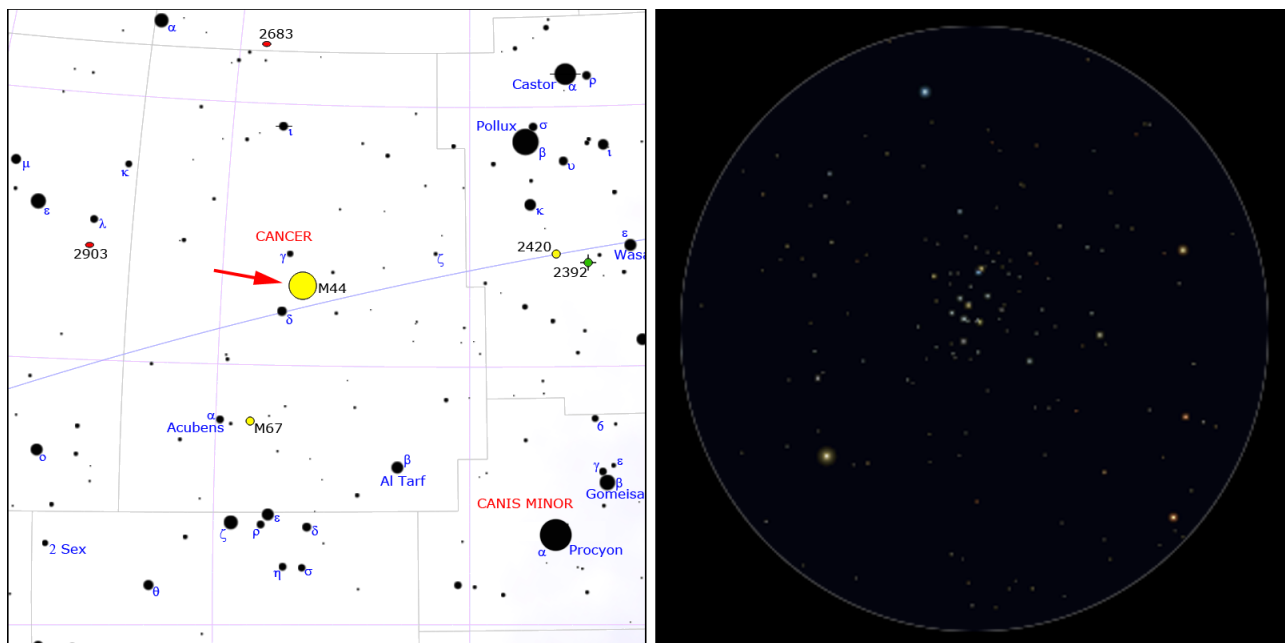 2683
α
Castor
α ρ
Pollux σ
β
ι
υ ι
μ
κ
ε
λ
κ
2903
CANCER
γ
ζ
2420
ε
Wasa
2392
M44
δ
α
Acubens
M67
6
ο
β
Al Tarf
γ ε
β
Gomeisa
CANIS MINOR
ε
ζ ρ δ
2 Sex
α Procyon
η σ
θ